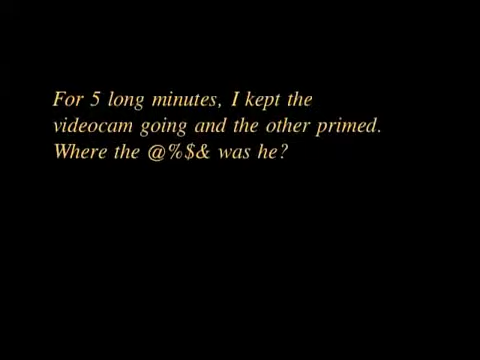 For 5 long minutes, I kept the
videocam going and the other primed.
Where the @%$& was he?